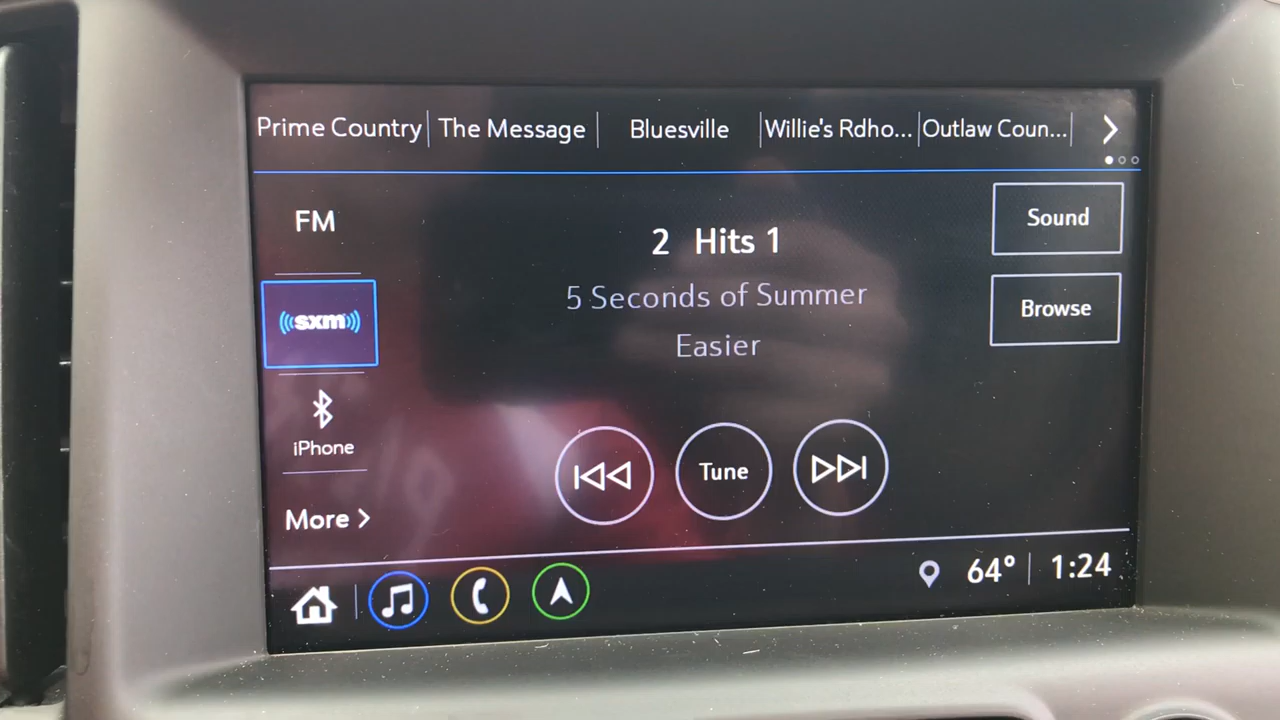 Prime Country The Message Bluesville Willie's Rdho... Outlaw Coun...
FM
Sound
2 Hits 1
5 Seconds of Summer
Browse
sxm
Easier
iPhone
Tune
More
64° 1:24